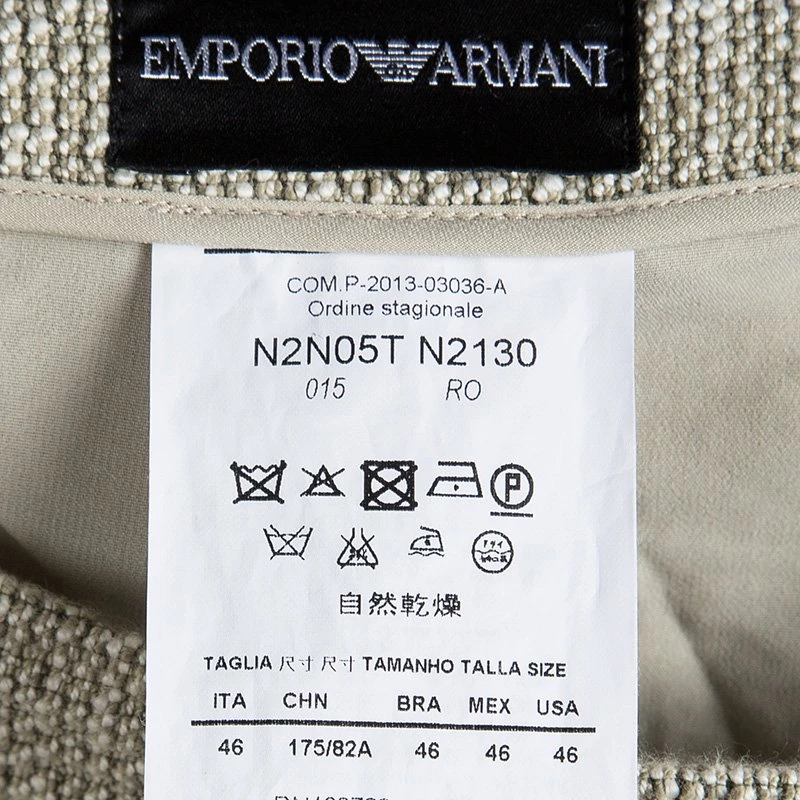 EMPORIO ARMANI
COM.P-2013-03036-A
Ordine stagionale
N2N05T N2130
015 RO
P
自然乾燥
TAGLIA 尺寸 尺寸 TAMANHO TALLA SIZE
ITA CHN BRA MEX USA
46 175/82A 46 46 46